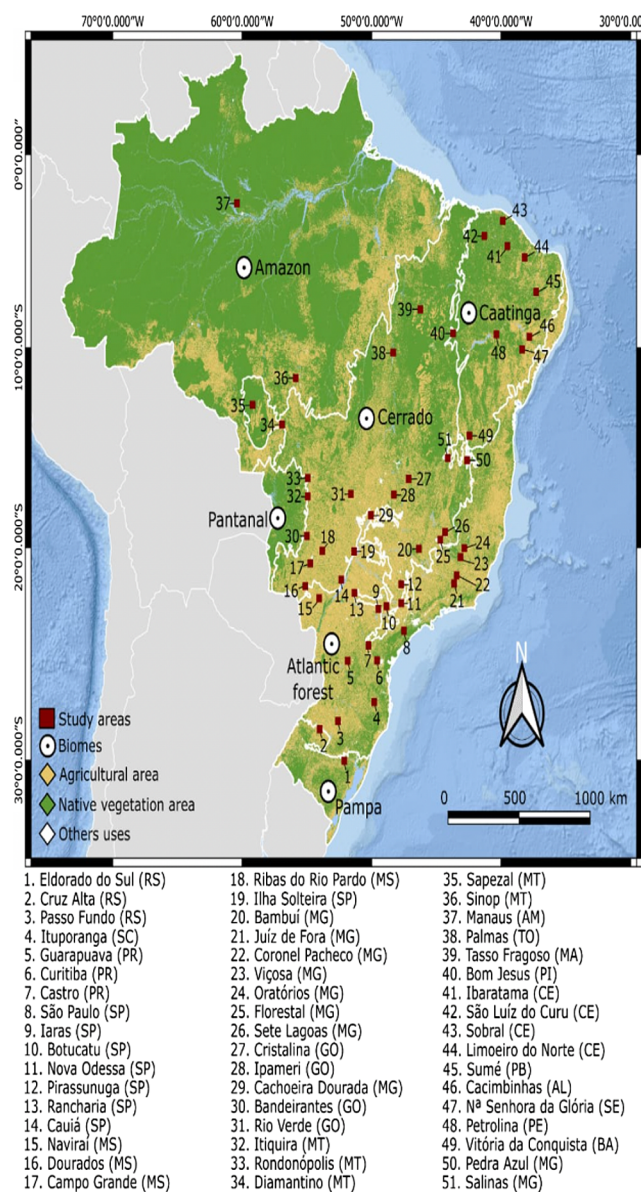 70°0'0.000"W 60°0'0.000"W 50°0'0.000"W 40°0'0.000"W 30°0'0.0
0°0'0.000"
10°0'0.000"S
20°0'0.000"S
30°0'0.000"S
43
42
41
44
37
Amazon
45
39
Caatinga
46
40
38
48
47
36
35
Cerrado
34
49
51
50
33
27
32
31
28
29
Pantanal
26
30
18
19
20
25
24
23
17
22
16
14
9
12
21
15
13
11
10
8
7
Atlantic
forest
5
6
4
3
2
1
Pampa
N
Study areas
Biomes
Agricultural area
Native vegetation area
Others uses
0 500 1000 km
1. Eldorado do Sul (RS)
2. Cruz Alta (RS)
3. Passo Fundo (RS)
4. Ituporanga (SC)
5. Guarapuava (PR)
6. Curitiba (PR)
7. Castro (PR)
8. São Paulo (SP)
9. Iaras (SP)
10. Botucatu (SP)
11. Nova Odessa (SP)
12. Pirassunuga (SP)
13. Rancharia (SP)
14. Cauiá (SP)
15. Naviraí (MS)
16. Dourados (MS)
17. Campo Grande (MS)
18. Ribas do Rio Pardo (MS)
19. Ilha Solteira (SP)
20. Bambuí (MG)
21. Juíz de Fora (MG)
22. Coronel Pacheco (MG)
23. Viçosa (MG)
24. Oratórios (MG)
25. Florestal (MG)
26. Sete Lagoas (MG)
27. Cristalina (GO)
28. Ipameri (GO)
29. Cachoeira Dourada (MG)
30. Bandeirantes (GO)
31. Rio Verde (GO)
32. Itiquira (MT)
33. Rondonópolis (MT)
34. Diamantino (MT)
35. Sapezal (MT)
36. Sinop (MT)
37. Manaus (AM)
38. Palmas (TO)
39. Tasso Fragoso (MA)
40. Bom Jesus (PI)
41. Ibaratama (CE)
42. São Luíz do Curu (CE)
43. Sobral (CE)
44. Limoeiro do Norte (CE)
45. Sumé (PB)
46. Cacimbinhas (AL)
47. Nª Senhora da Glória (SE)
48. Petrolina (PE)
49. Vitória da Conquista (BA)
50. Pedra Azul (MG)
51. Salinas (MG)